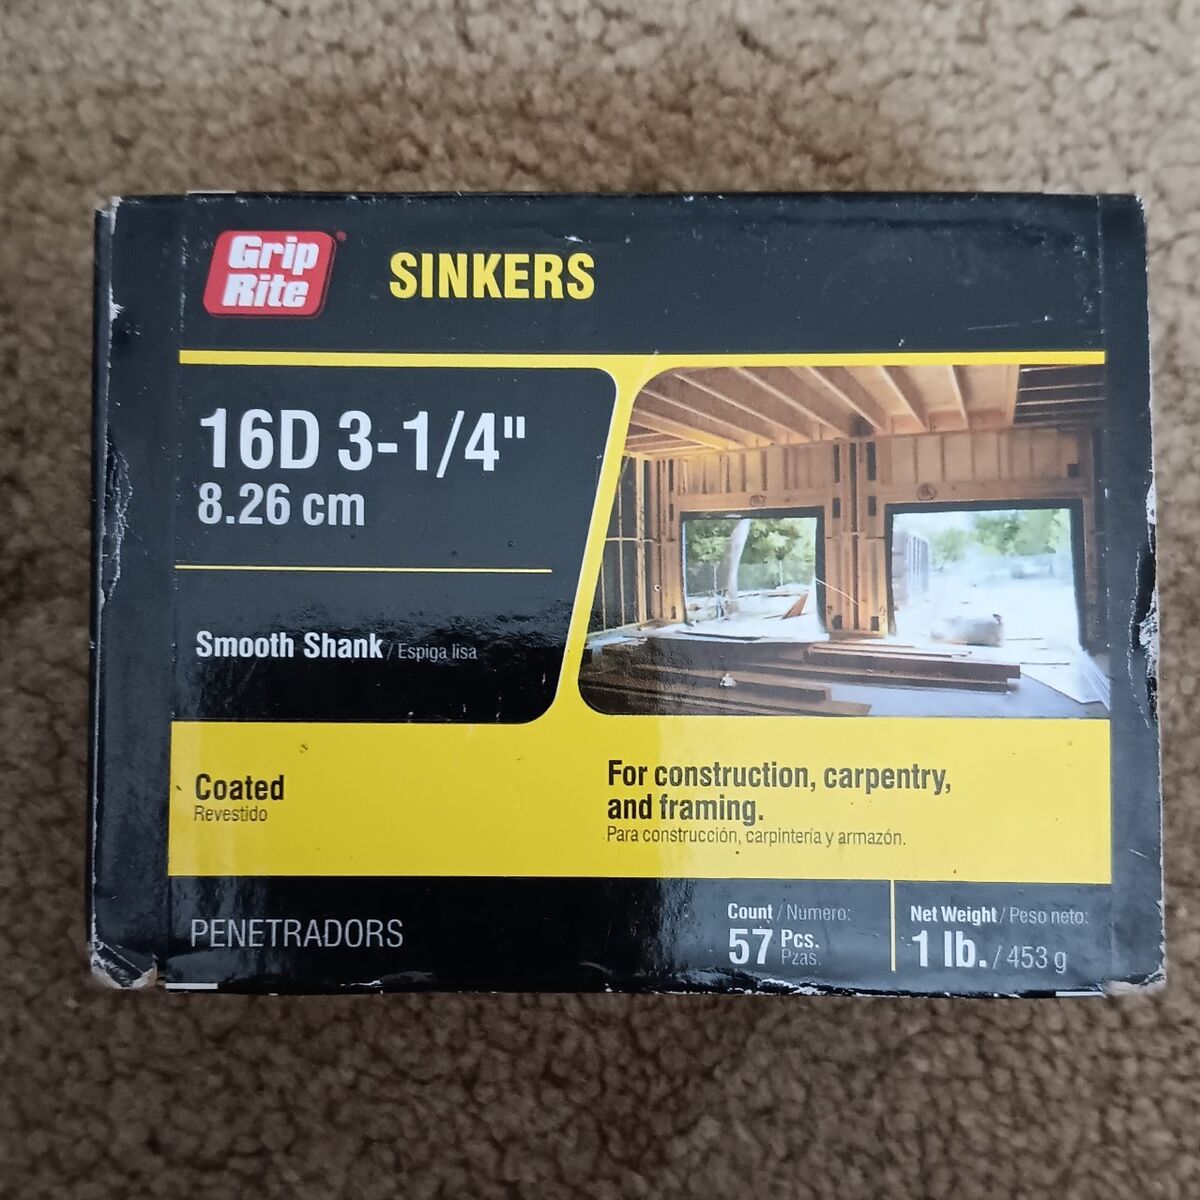 Grip
Rite
SINKERS
16D 3-1/4"
8.26 cm
Smooth Shank / Espiga lisa
Coated
Revestido
For construction, carpentry,
and framing.
Para construcción, carpintería y armazón.
PENETRADORS
Count / Número:
57 Pcs.
Pzas.
Net Weight / Peso neto:
1 lb. / 453 g